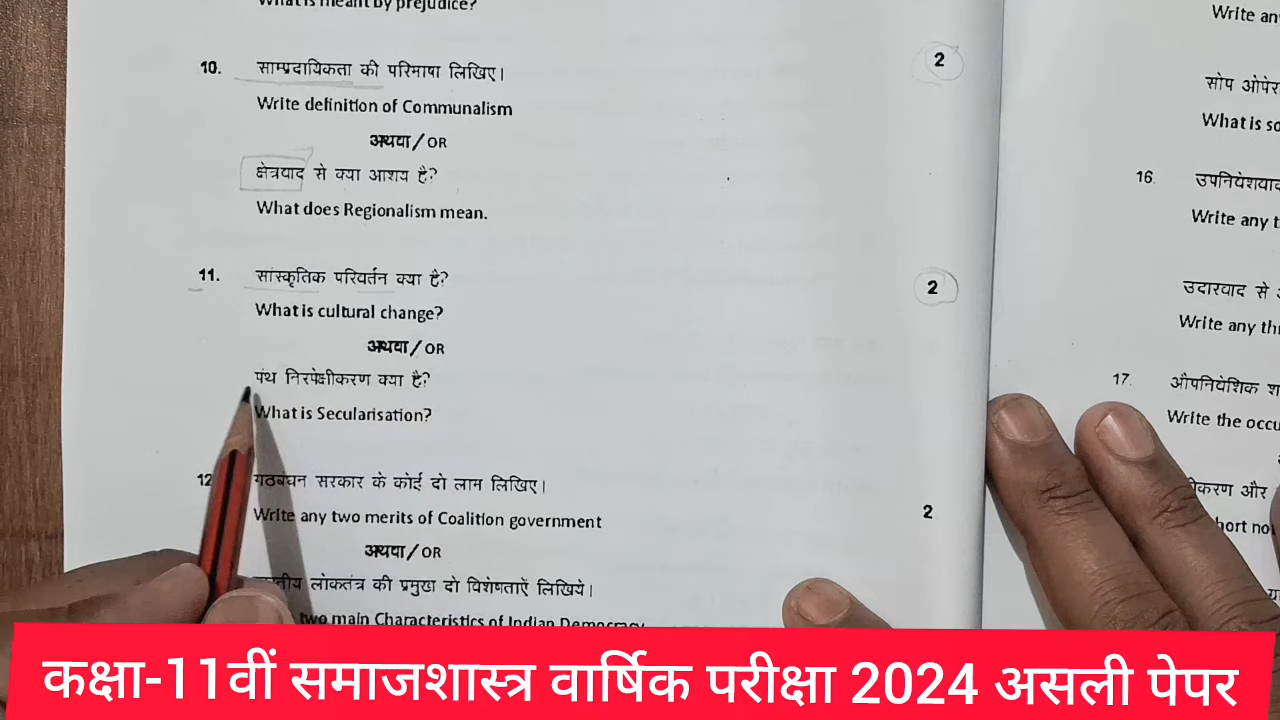 What is meant by prejudice?
10. साम्प्रदायिकता की परिभाषा लिखिए। 2
Write definition of Communalism
अथवा/OR
क्षेत्रवाद से क्या आशय है?
What does Regionalism mean.
11. सांस्कृतिक परिवर्तन क्या है? 2
What is cultural change?
अथवा/OR
पंथ निरपेक्षीकरण क्या है?
What is Secularisation?
12 गठबंधन सरकार के कोई दो लाभ लिखिए।
Write any two merits of Coalition government 2
अथवा/OR
लोकतंत्र की प्रमुख दो विशेषताऐं लिखिये।
two main Characteristics of Indian Democracy
Write an
सोप ओपेर
What is so
16. उपनिवेशवाद
Write any t
उदारवाद से
Write any th
17. औपनिवेशिक श
Write the occu
करण और
hort no
कक्षा-11वीं समाजशास्त्र वार्षिक परीक्षा 2024 असली पेपर